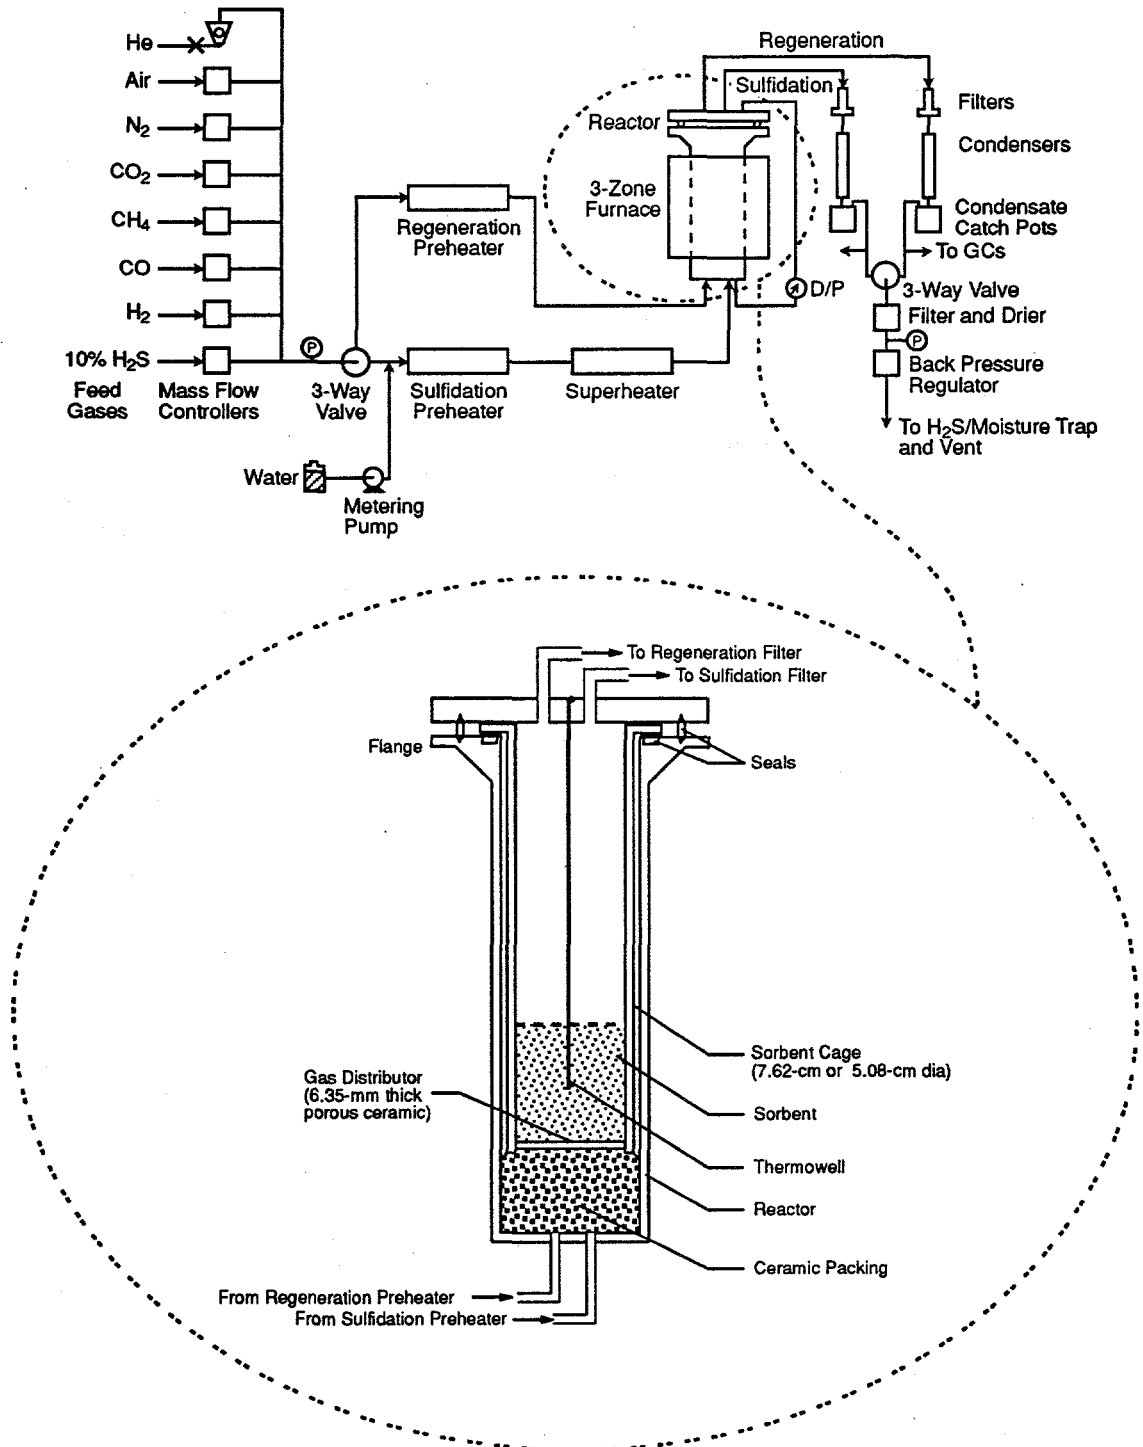 He
Air
N₂
CO₂
CH₄
CO
H₂
10% H₂S
Feed
Gases
Mass Flow
Controllers
P
3-Way
Valve
Water
Metering
Pump
Regeneration
Preheater
Sulfidation
Preheater
Superheater
Regeneration
Sulfidation
Reactor
3-Zone
Furnace
D/P
Filters
Condensers
Condensate
Catch Pots
To GCs
3-Way Valve
Filter and Drier
P
Back Pressure
Regulator
To H₂S/Moisture Trap
and Vent
To Regeneration Filter
To Sulfidation Filter
Flange
Seals
Sorbent Cage
(7.62-cm or 5.08-cm dia)
Gas Distributor
(6.35-mm thick
porous ceramic)
Sorbent
Thermowell
Reactor
Ceramic Packing
From Regeneration Preheater
From Sulfidation Preheater